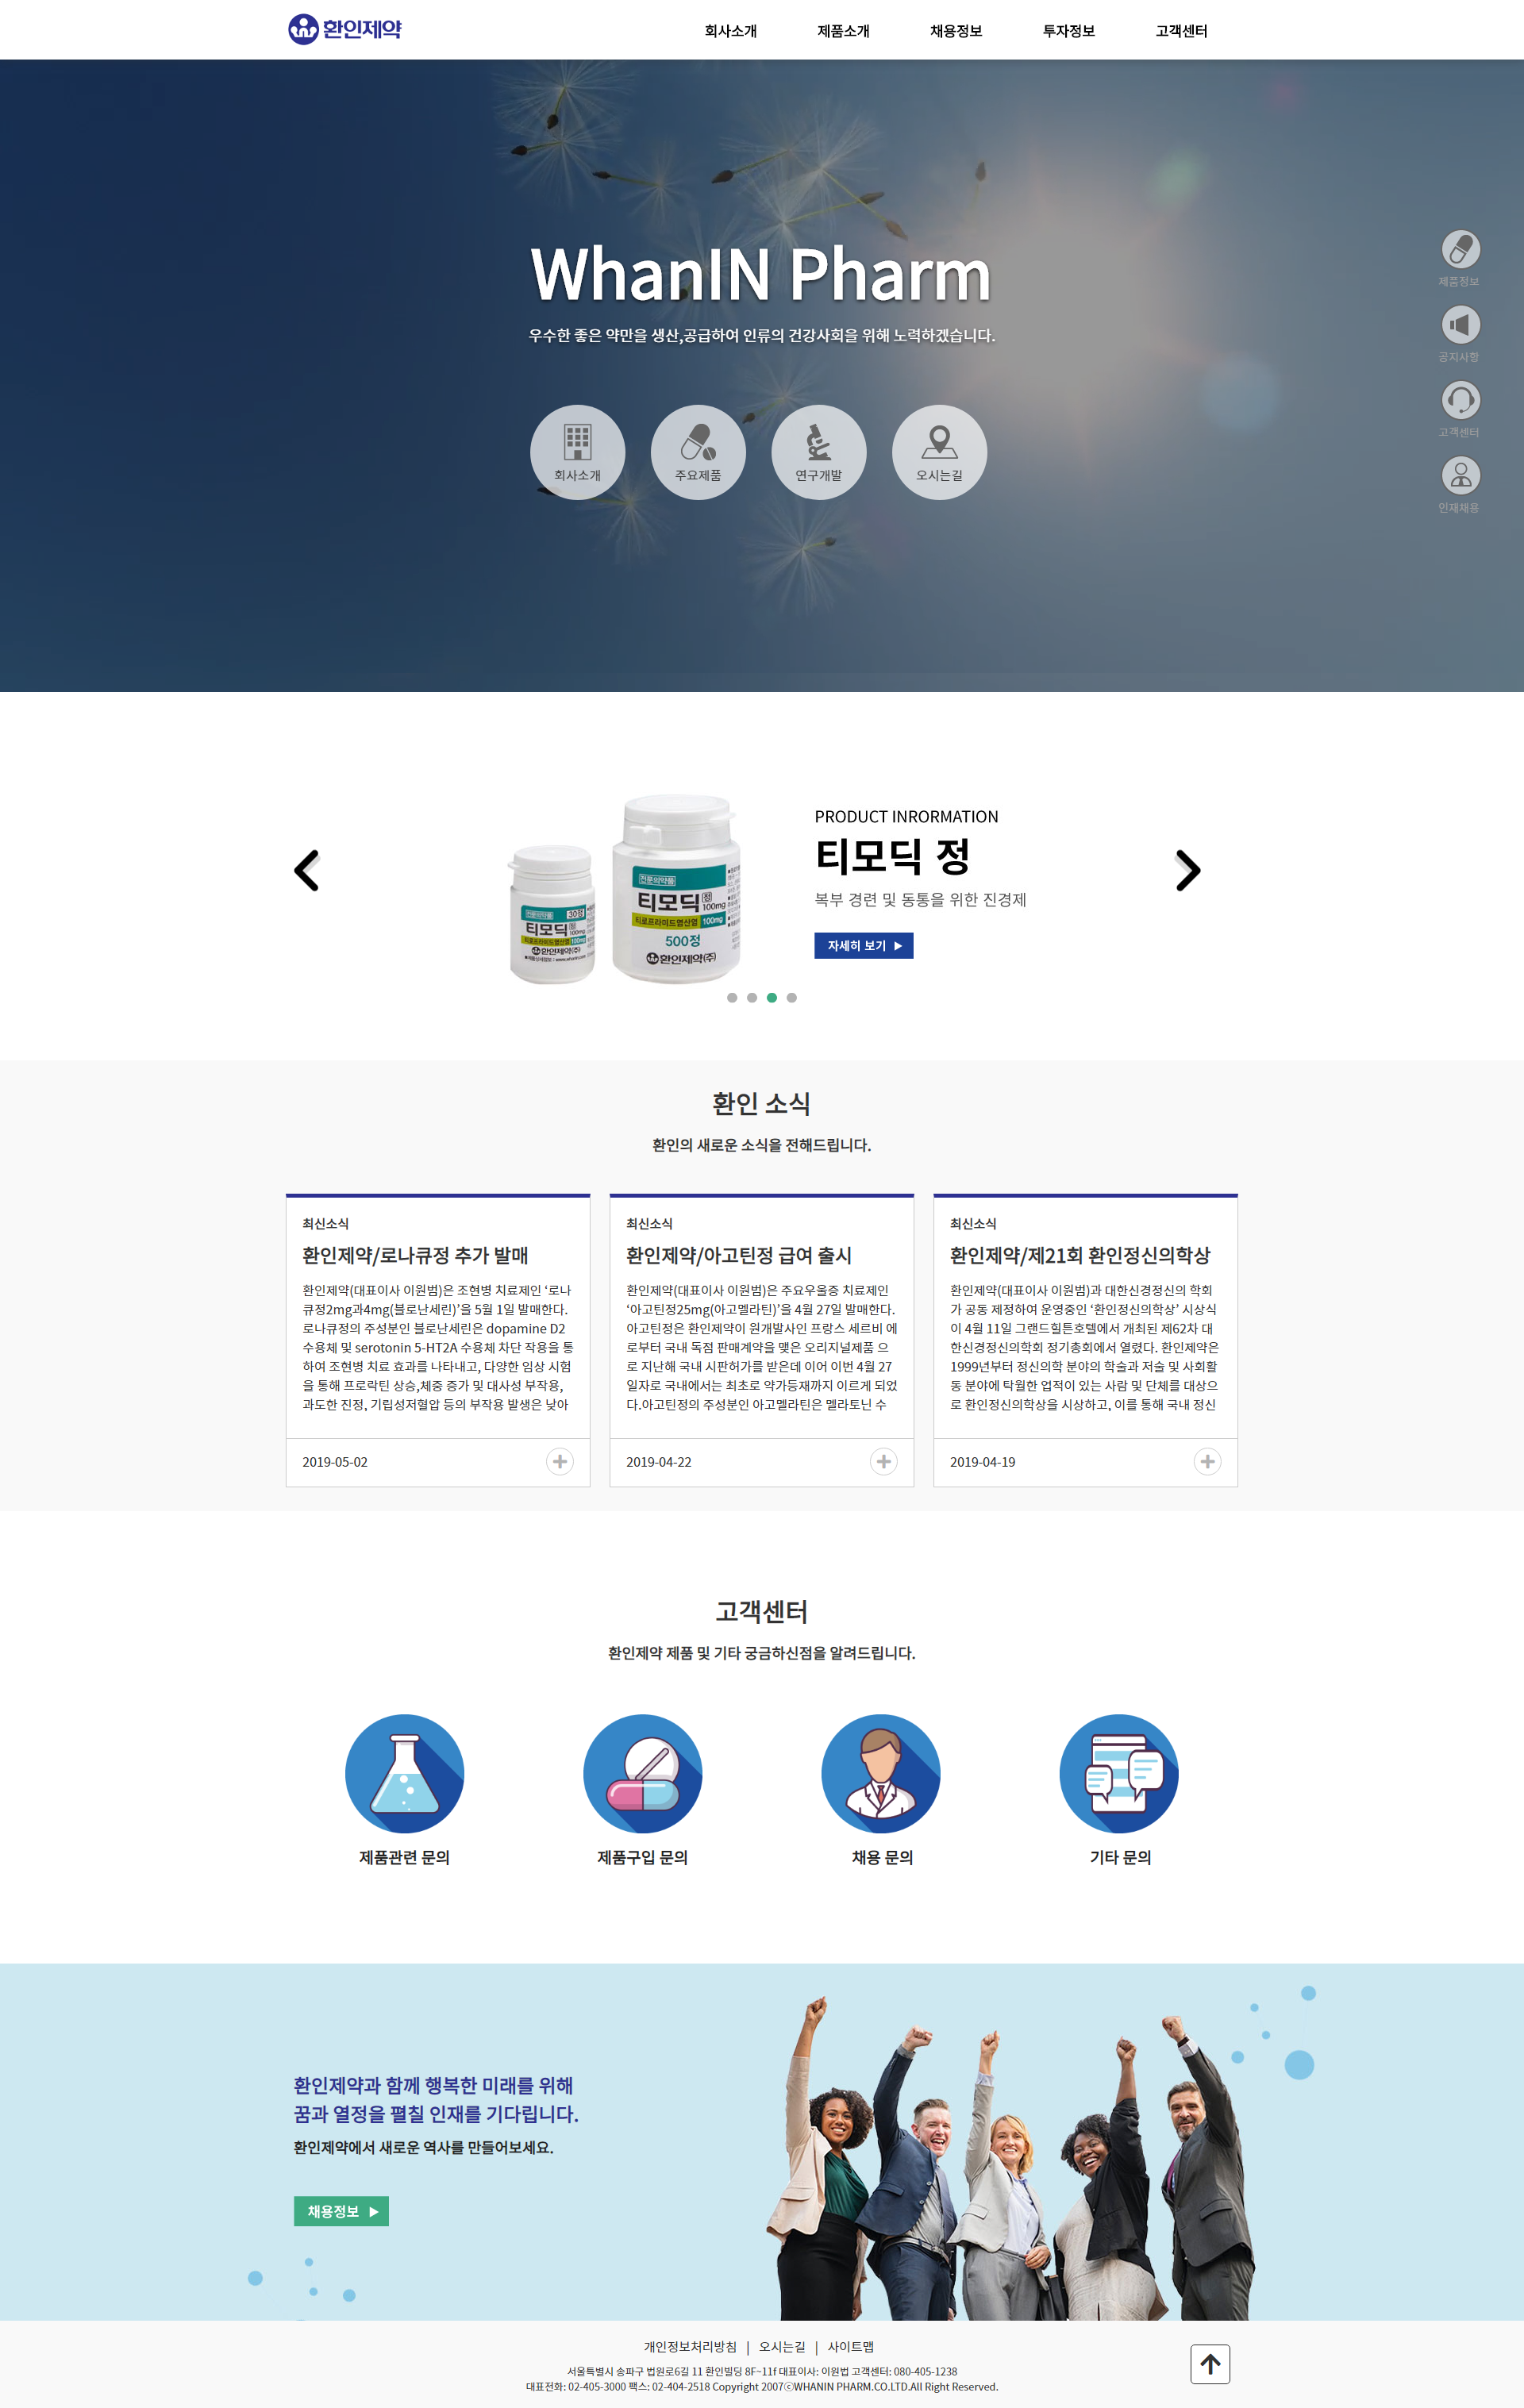 환인제약
회사소개
제품소개
채용정보
투자정보
고객센터
WhanIN Pharm
우수한 좋은 약만을 생산,공급하여 인류의 건강사회을 위해 노력하겠습니다.
회사소개
주요제품
연구개발
오시는길
제품정보
공지사항
고객센터
인재채용
전문의약품 30정
티모딕 정 100mg
티로프라미드염산염 100mg
환인제약(주)
전문의약품
티모딕 정 100mg
티로프라미드염산염 100mg
500정
환인제약(주)
PRODUCT INRORMATION
티모딕 정
복부 경련 및 동통을 위한 진경제
자세히 보기
환인 소식
환인의 새로운 소식을 전해드립니다.
최신소식
환인제약/로나큐정 추가 발매
환인제약(대표이사 이원범)은 조현병 치료제인 ‘로나
큐정2mg과4mg(블로난세린)’을 5월 1일 발매한다.
로나큐정의 주성분인 블로난세린은 dopamine D2
수용체 및 serotonin 5-HT2A 수용체 차단 작용을 통
하여 조현병 치료 효과를 나타내고, 다양한 임상 시험
을 통해 프로락틴 상승,체중 증가 및 대사성 부작용,
과도한 진정, 기립성저혈압 등의 부작용 발생은 낮아
2019-05-02
최신소식
환인제약/아고틴정 급여 출시
환인제약(대표이사 이원범)은 주요우울증 치료제인
‘아고틴정25mg(아고멜라틴)’을 4월 27일 발매한다.
아고틴정은 환인제약이 원개발사인 프랑스 세르비 에
로부터 국내 독점 판매계약을 맺은 오리지널제품 으
로 지난해 국내 시판허가를 받은데 이어 이번 4월 27
일자로 국내에서는 최초로 약가등재까지 이르게 되었
다.아고틴정의 주성분인 아고멜라틴은 멜라토닌 수
2019-04-22
최신소식
환인제약/제21회 환인정신의학상
환인제약(대표이사 이원범)과 대한신경정신의 학회
가 공동 제정하여 운영중인 ‘환인정신의학상’ 시상식
이 4월 11일 그랜드힐튼호텔에서 개최된 제62차 대
한신경정신의학회 정기총회에서 열렸다. 환인제약은
1999년부터 정신의학 분야의 학술과 저술 및 사회활
동 분야에 탁월한 업적이 있는 사람 및 단체를 대상으
로 환인정신의학상을 시상하고, 이를 통해 국내 정신
2019-04-19
고객센터
환인제약 제품 및 기타 궁금하신점을 알려드립니다.
제품관련 문의
제품구입 문의
채용 문의
기타 문의
환인제약과 함께 행복한 미래를 위해
꿈과 열정을 펼칠 인재를 기다립니다.
환인제약에서 새로운 역사를 만들어보세요.
채용정보
개인정보처리방침 | 오시는길 | 사이트맵
서울특별시 송파구 법원로6길 11 환인빌딩 8F~11f 대표이사: 이원법 고객센터: 080-405-1238
대표전화: 02-405-3000 팩스: 02-404-2518 Copyright 2007ⓒWHANIN PHARM.CO.LTD.All Right Reserved.